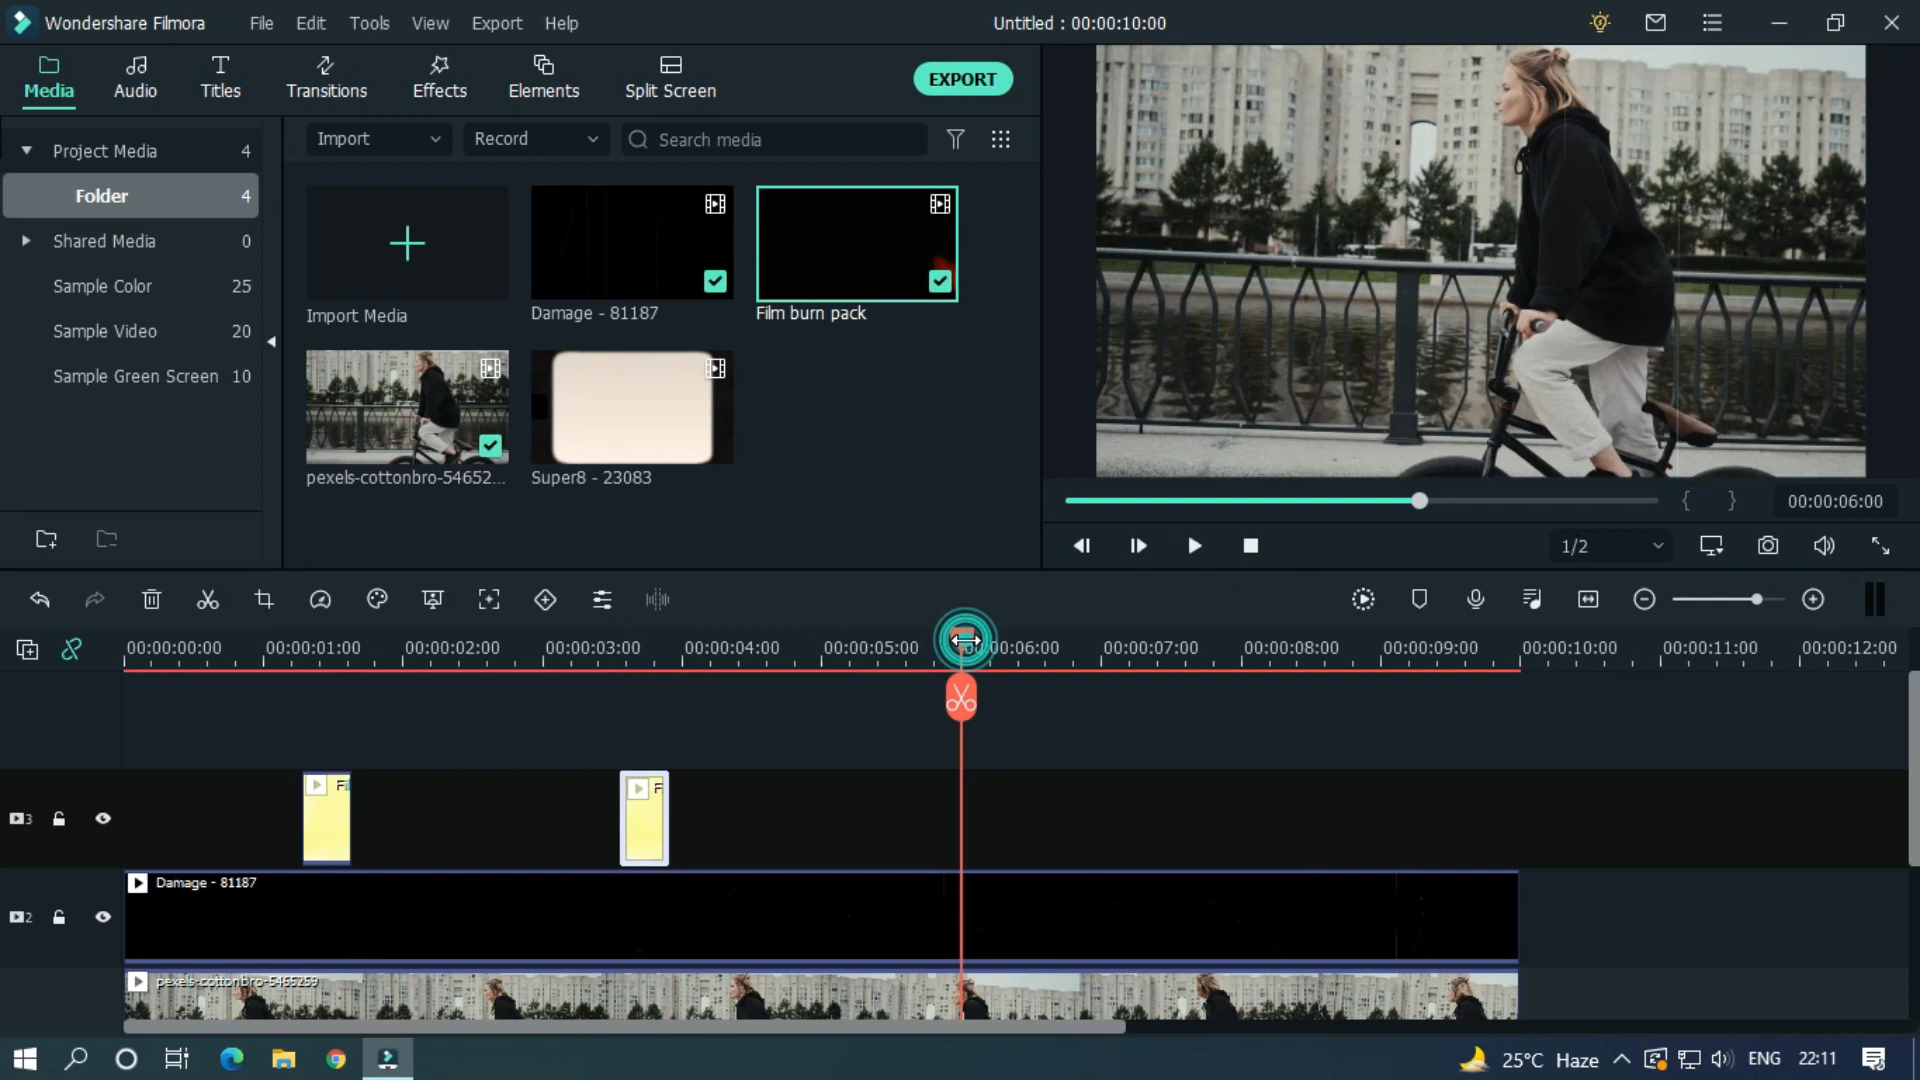 Wondershare Filmora
File Edit Tools View Export Help
Untitled : 00:00:10:00
Media
Audio
Titles
Transitions
Effects
Elements
Split Screen
EXPORT
Project Media 4
Folder 4
Shared Media 0
Sample Color 25
Sample Video 20
Sample Green Screen 10
Import
Record
Search media
Import Media
Damage - 81187
Film burn pack
pexels-cottonbro-54652...
Super8 - 23083
00:00:06:00
1/2
00:00:00:00 00:00:01:00 00:00:02:00 00:00:03:00 00:00:04:00 00:00:05:00 00:00:06:00 00:00:07:00 00:00:08:00 00:00:09:00 00:00:10:00 00:00:11:00 00:00:12:00
3
Fil
F
2
Damage - 81187
pexels-cottonbro-5465259
25°C Haze
ENG
22:11